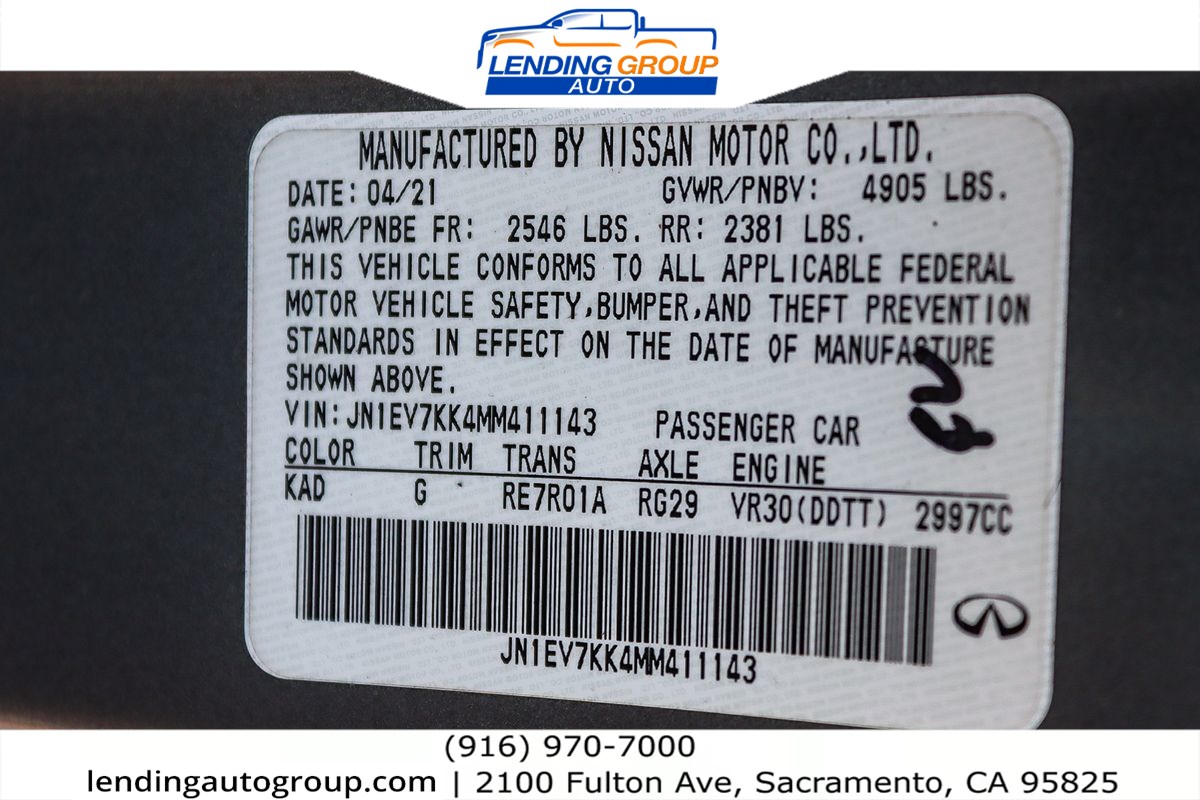 LENDING GROUP
AUTO
MANUFACTURED BY NISSAN MOTOR CO.,LTD.
DATE: 04/21 GVWR/PNBV: 4905 LBS.
GAWR/PNBE FR: 2546 LBS. RR: 2381 LBS.
THIS VEHICLE CONFORMS TO ALL APPLICABLE FEDERAL
MOTOR VEHICLE SAFETY,BUMPER,AND THEFT PREVENTION
STANDARDS IN EFFECT ON THE DATE OF MANUFACTURE
SHOWN ABOVE.
VIN:JN1EV7KK4MM411143 PASSENGER CAR
COLOR TRIM TRANS AXLE ENGINE
KAD G RE7R01A RG29 VR30(DDTT) 2997CC
JN1EV7KK4MM411143
(916) 970-7000
lendingautogroup.com | 2100 Fulton Ave, Sacramento, CA 95825